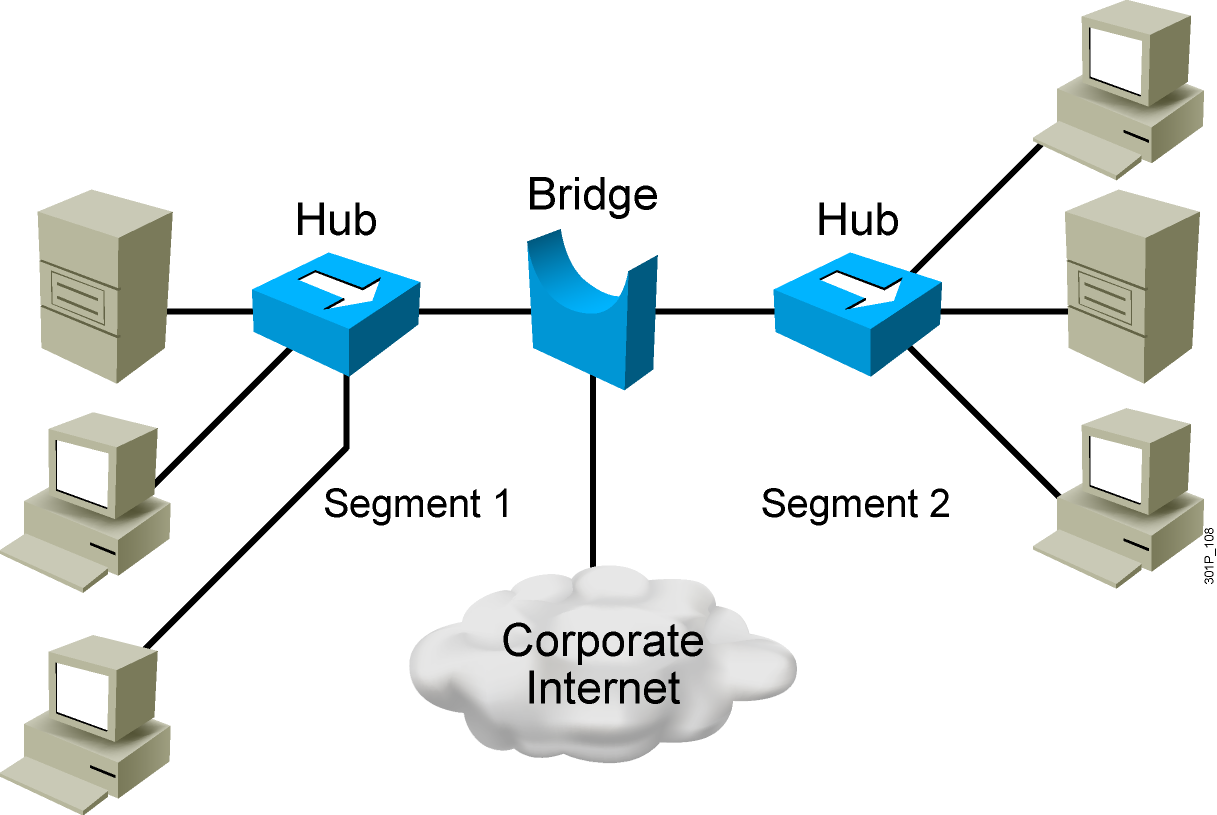 Bridge
Hub
Hub
Segment 1
Segment 2
301P_108
Corporate
Internet